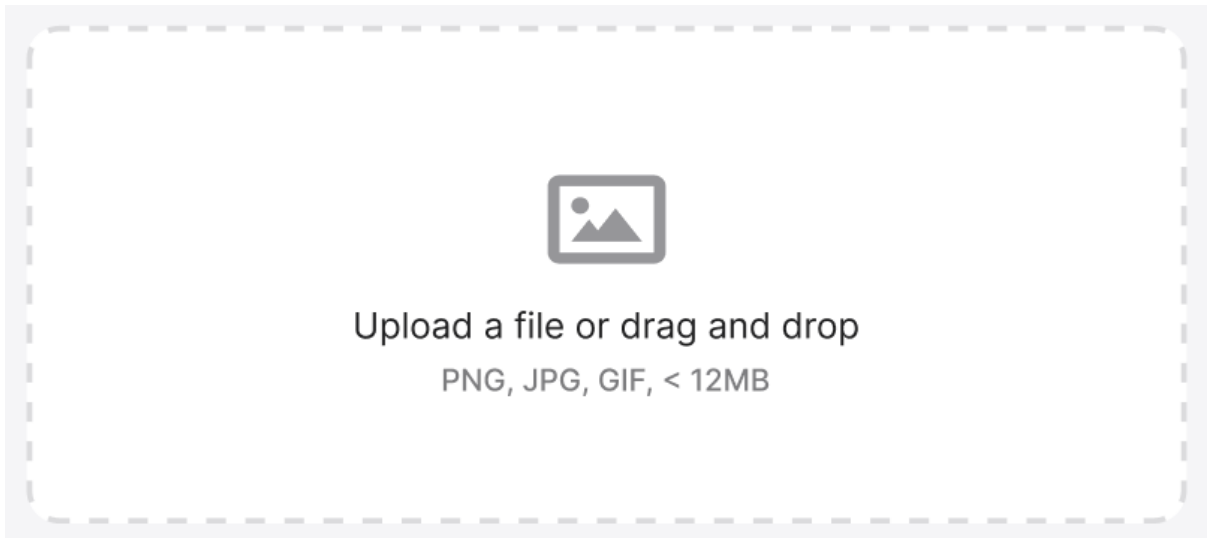 Upload a file or drag and drop
PNG, JPG, GIF, < 12MB